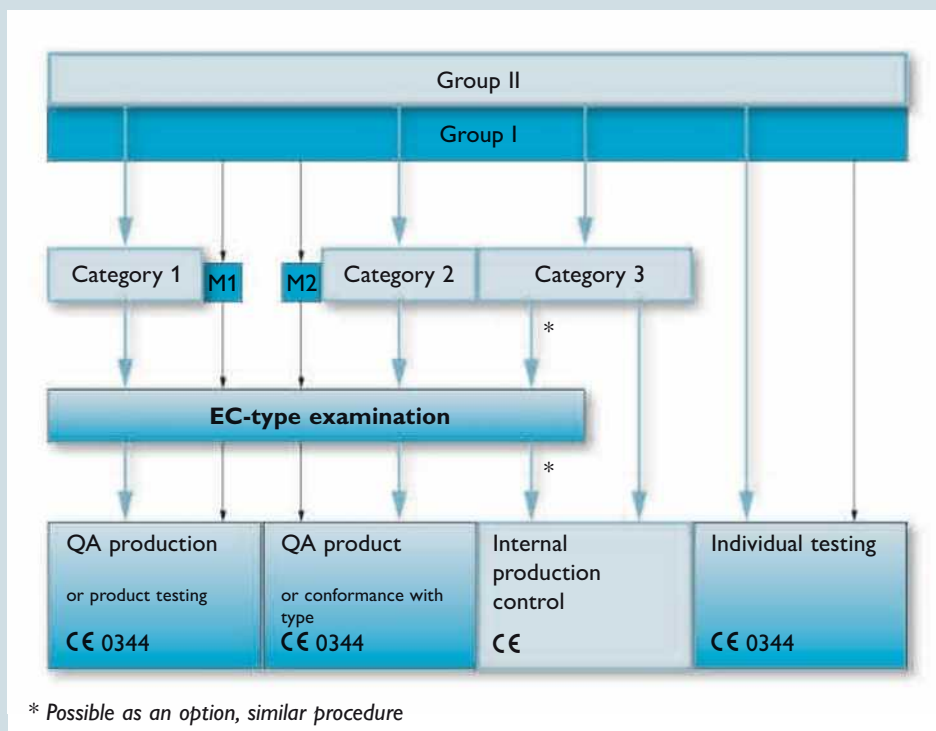 Group II
Group I
Category 1
M1
M2
Category 2
Category 3
*
EC-type examination
*
QA production
or product testing
CE 0344
QA product
or conformance with
type
CE 0344
Internal
production
control
CE
Individual testing
CE 0344
* Possible as an option, similar procedure